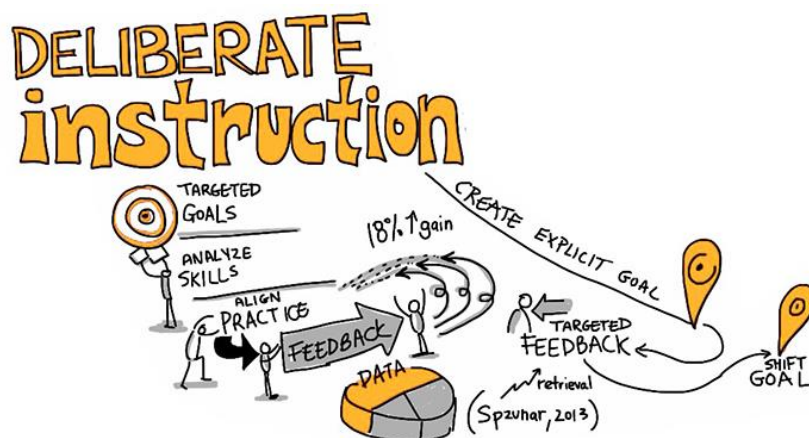 DELIBERATE
instruction
TARGETED
GOALS
ANALYZE
SKILLS
ALIGN
PRACTICE
FEEDBACK
DATA
18% ↑ gain
CREATE EXPLICIT GOAL
TARGETED
FEEDBACK
SHIFT
GOAL
retrieval
(Spzunar, 2013)